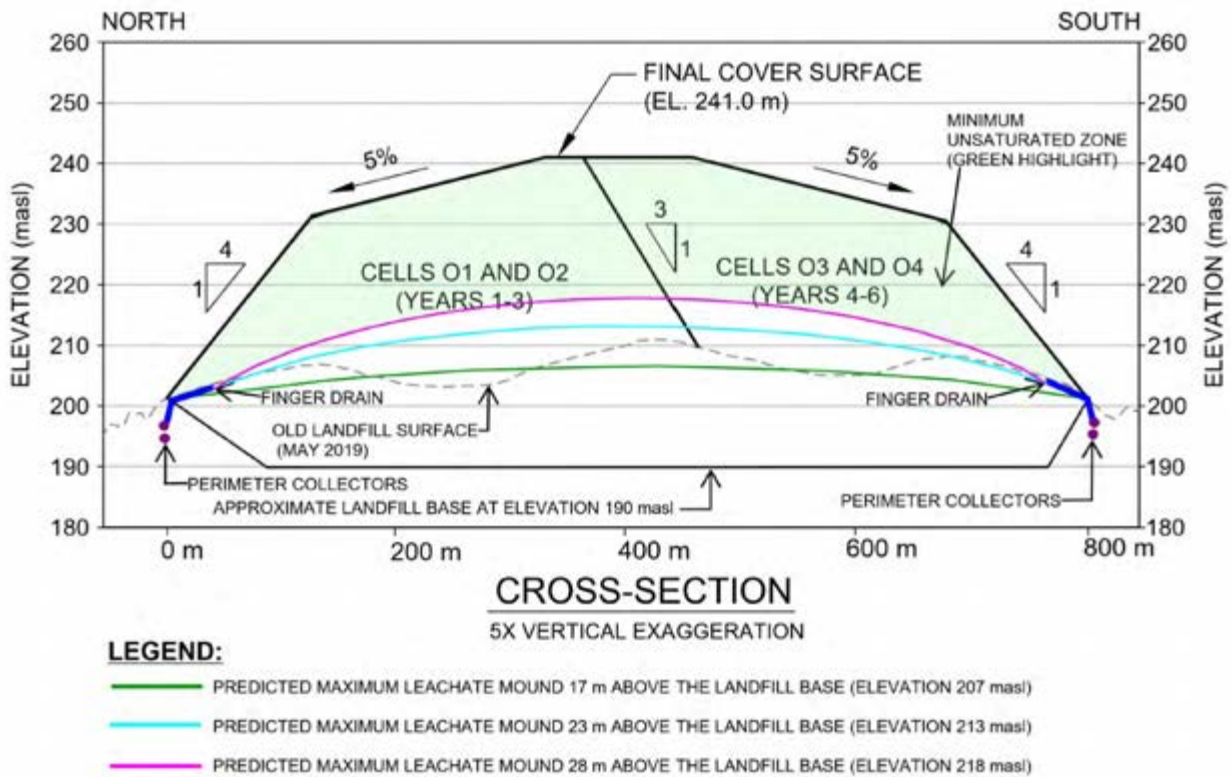 NORTH
SOUTH
260
260
FINAL COVER SURFACE
(EL. 241.0 m)
250
250
MINIMUM
UNSATURATED ZONE
(GREEN HIGHLIGHT)
5%
5%
240
240
ELEVATION (masl)
ELEVATION (masl)
230
230
4
1
3
1
4
1
CELLS O1 AND O2
(YEARS 1-3)
CELLS O3 AND O4
(YEARS 4-6)
220
220
210
210
FINGER DRAIN
FINGER DRAIN
200
200
OLD LANDFILL SURFACE
(MAY 2019)
190
190
PERIMETER COLLECTORS
PERIMETER COLLECTORS
APPROXIMATE LANDFILL BASE AT ELEVATION 190 masl
180
180
0 m
200 m
400 m
600 m
800 m
CROSS-SECTION
5X VERTICAL EXAGGERATION
LEGEND:
PREDICTED MAXIMUM LEACHATE MOUND 17 m ABOVE THE LANDFILL BASE (ELEVATION 207 masl)
PREDICTED MAXIMUM LEACHATE MOUND 23 m ABOVE THE LANDFILL BASE (ELEVATION 213 masl)
PREDICTED MAXIMUM LEACHATE MOUND 28 m ABOVE THE LANDFILL BASE (ELEVATION 218 masl)